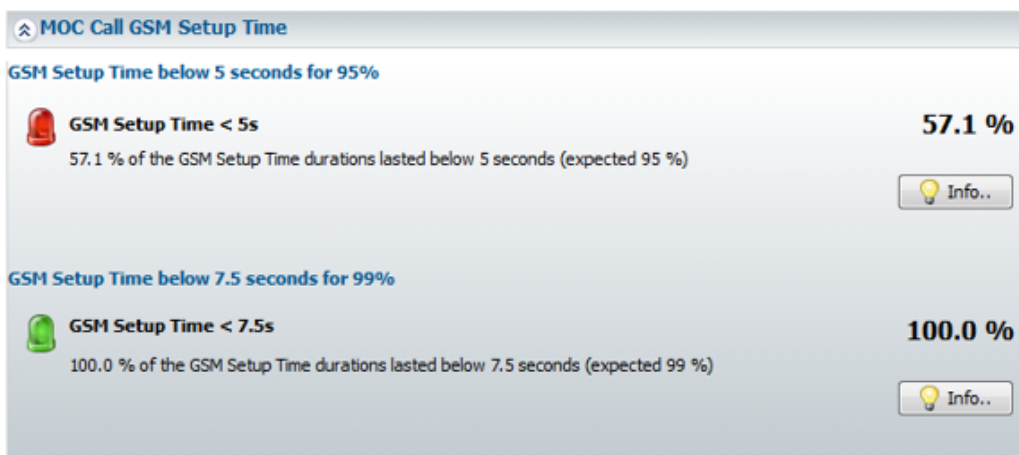 MOC Call GSM Setup Time
GSM Setup Time below 5 seconds for 95%
GSM Setup Time < 5s
57.1 %
57.1 % of the GSM Setup Time durations lasted below 5 seconds (expected 95 %)
Info..
GSM Setup Time below 7.5 seconds for 99%
GSM Setup Time < 7.5s
100.0 %
100.0 % of the GSM Setup Time durations lasted below 7.5 seconds (expected 99 %)
Info..